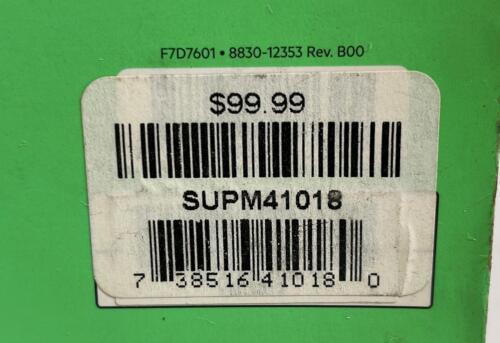 F7D7601 • 8830-12353 Rev. B00
$99.99
SUPM41018
7 38516 41018 0